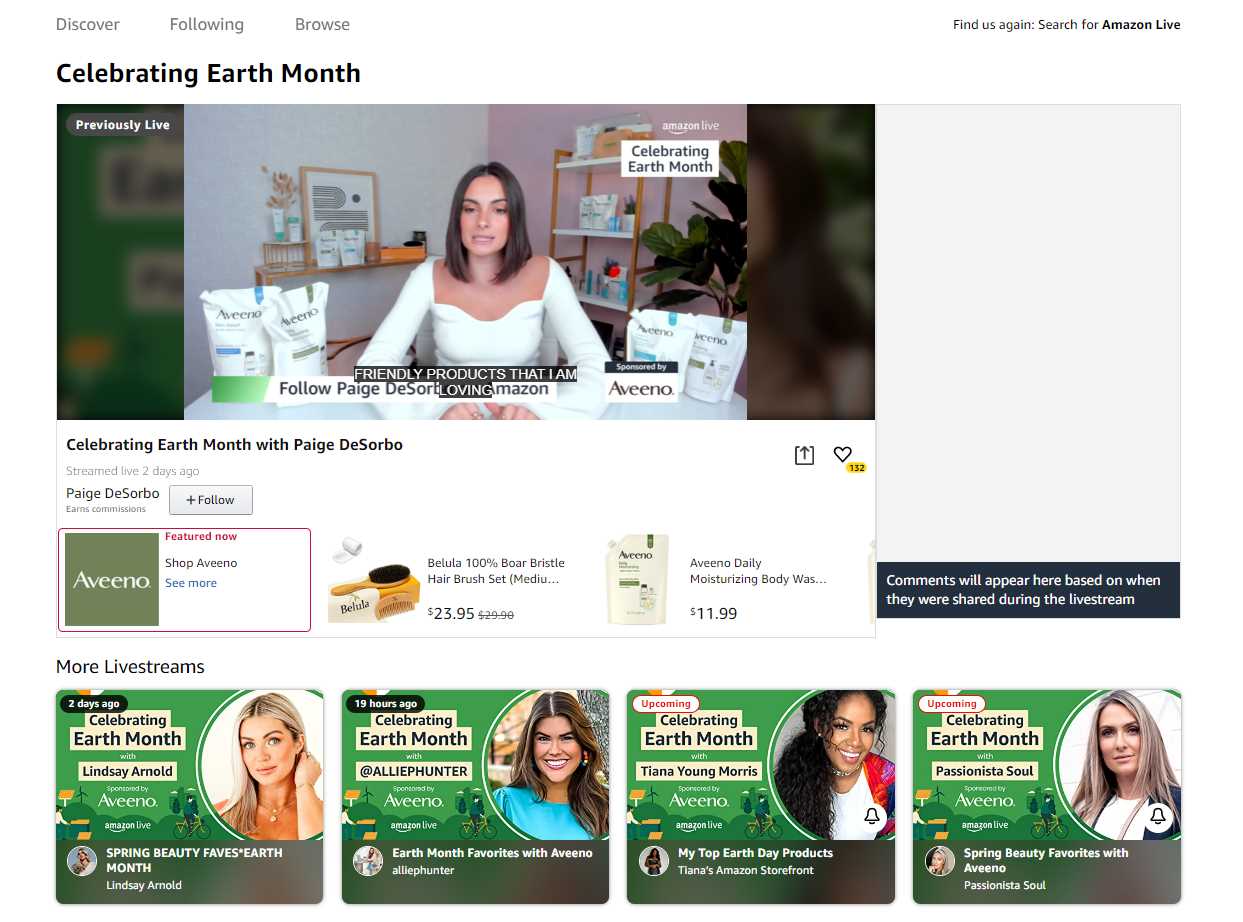 Discover
Following
Browse
Find us again: Search for Amazon Live
Celebrating Earth Month
Previously Live
amazon live
Celebrating
Earth Month
Aveeno
Aveeno
Aveeno
Aveeno
FRIENDLY PRODUCTS THAT I AM
LOVING
Follow Paige DeSor
mazon
Sponsored by
Aveeno.
Celebrating Earth Month with Paige DeSorbo
Streamed live 2 days ago
132
Paige DeSorbo
Earns commissions
+ Follow
Aveeno.
Featured now
Shop Aveeno
See more
Belula
Belula 100% Boar Bristle
Hair Brush Set (Mediu...
$23.95 $29.90
Aveeno
Aveeno Daily
Moisturizing Body Was...
$11.99
Comments will appear here based on when
they were shared during the livestream
More Livestreams
2 days ago
Celebrating
Earth Month
with
Lindsay Arnold
Sponsored by
Aveeno.
amazon live
SPRING BEAUTY FAVES*EARTH
MONTH
Lindsay Arnold
19 hours ago
Celebrating
Earth Month
with
@ALLIEPHUNTER
Sponsored by
Aveeno.
amazon live
Earth Month Favorites with Aveeno
alliephunter
Upcoming
Celebrating
Earth Month
with
Tiana Young Morris
Sponsored by
Aveeno.
amazon live
My Top Earth Day Products
Tiana's Amazon Storefront
Upcoming
Celebrating
Earth Month
with
Passionista Soul
Sponsored by
Aveeno.
amazon live
Spring Beauty Favorites with
Aveeno
Passionista Soul